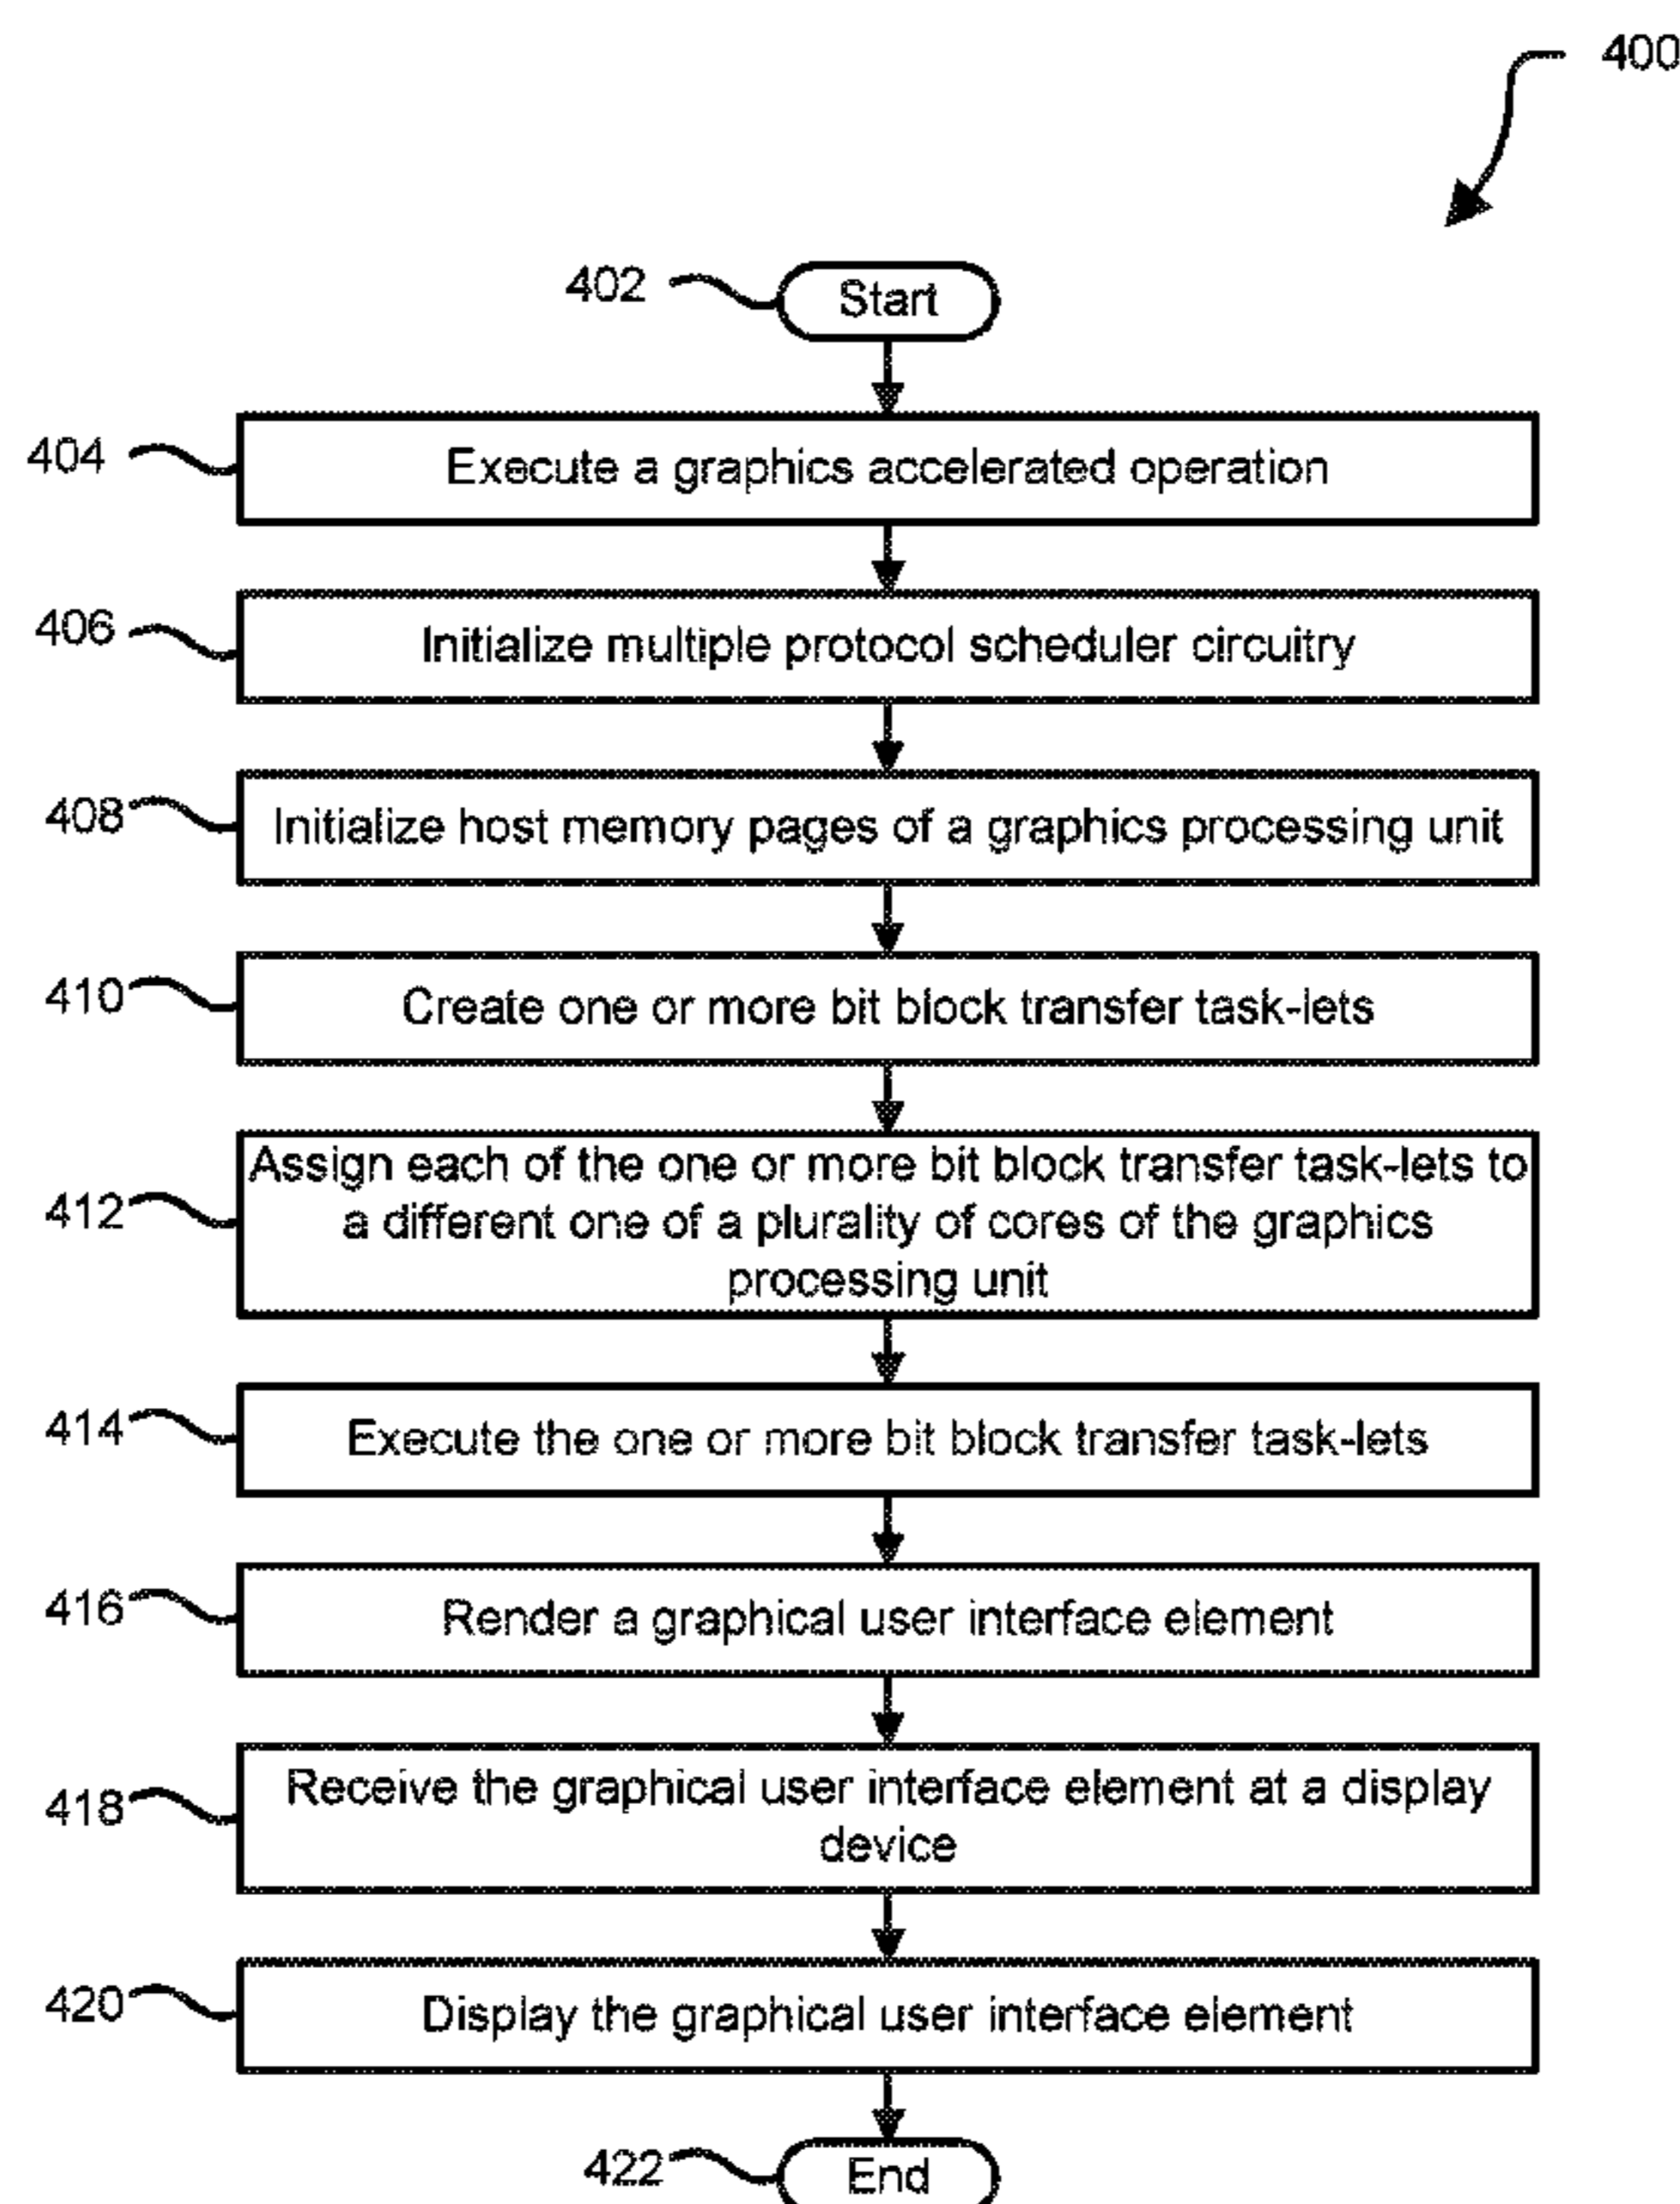 400
402
Start
404
Execute a graphics accelerated operation
406
Initialize multiple protocol scheduler circuitry
408
Initialize host memory pages of a graphics processing unit
410
Create one or more bit block transfer task-lets
412
Assign each of the one or more bit block transfer task-lets to
a different one of a plurality of cores of the graphics
processing unit
414
Execute the one or more bit block transfer task-lets
416
Render a graphical user interface element
418
Receive the graphical user interface element at a display
device
420
Display the graphical user interface element
422
End